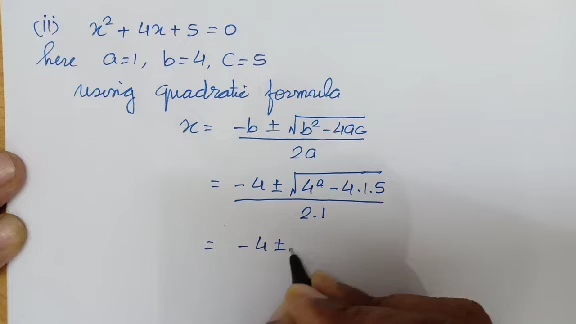 (ii) x² + 4x + 5 = 0
here a=1, b=4, c=5
using quadratic formula
x = -b ± √b² - 4ac
2a
= -4 ± √4² - 4.1.5
2.1
= -4 ±